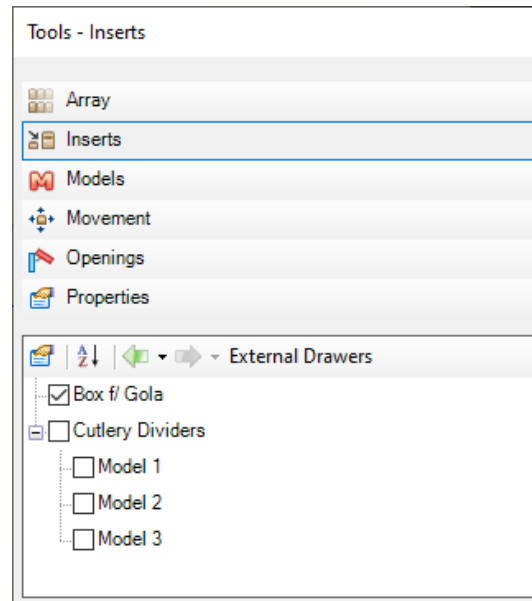 Tools - Inserts
Array
Inserts
Models
Movement
Openings
Properties
External Drawers
Box f/ Gola
Cutlery Dividers
Model 1
Model 2
Model 3